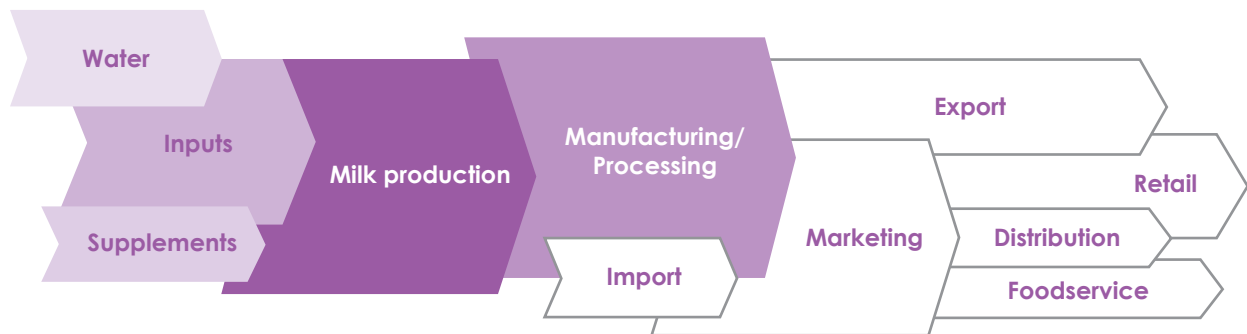 Water
Inputs
Supplements
Milk production
Manufacturing/
Processing
Import
Export
Marketing
Retail
Distribution
Foodservice